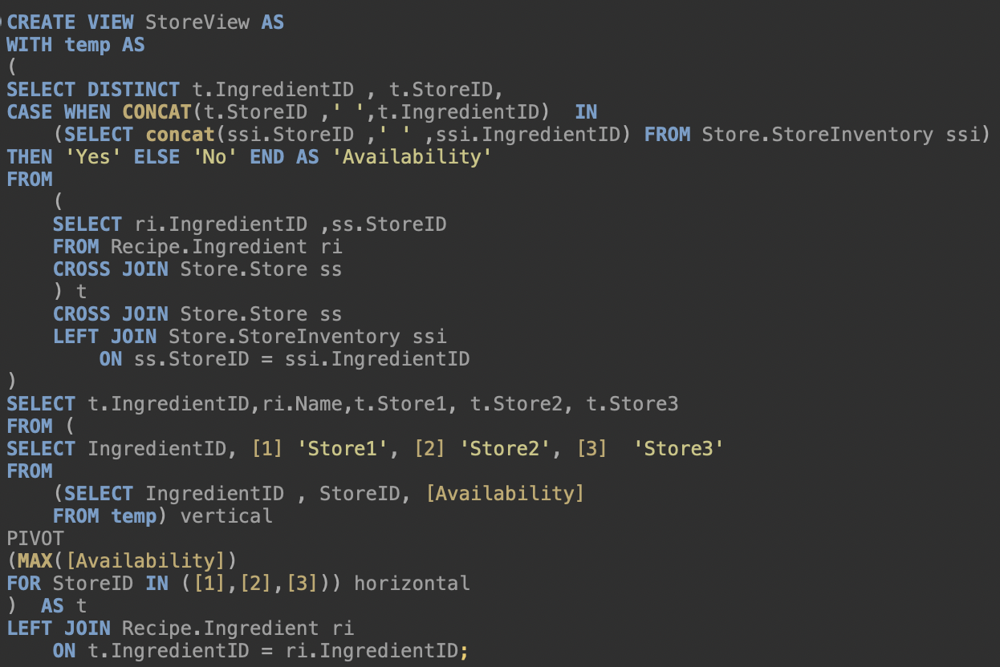 CREATE VIEW StoreView AS
WITH temp AS
(
SELECT DISTINCT t.IngredientID , t.StoreID,
CASE WHEN CONCAT(t.StoreID ,' ',t.IngredientID)  IN
    (SELECT concat(ssi.StoreID ,' ' ,ssi.IngredientID) FROM Store.StoreInventory ssi)
THEN 'Yes' ELSE 'No' END AS 'Availability'
FROM
    (
    SELECT ri.IngredientID ,ss.StoreID
    FROM Recipe.Ingredient ri
    CROSS JOIN Store.Store ss
    ) t
    CROSS JOIN Store.Store ss
    LEFT JOIN Store.StoreInventory ssi
        ON ss.StoreID = ssi.IngredientID
)
SELECT t.IngredientID,ri.Name,t.Store1, t.Store2, t.Store3
FROM (
SELECT IngredientID, [1] 'Store1', [2] 'Store2', [3]  'Store3'
FROM
    (SELECT IngredientID , StoreID, [Availability]
    FROM temp) vertical
PIVOT
(MAX([Availability])
FOR StoreID IN ([1],[2],[3])) horizontal
)  AS t
LEFT JOIN Recipe.Ingredient ri
    ON t.IngredientID = ri.IngredientID;